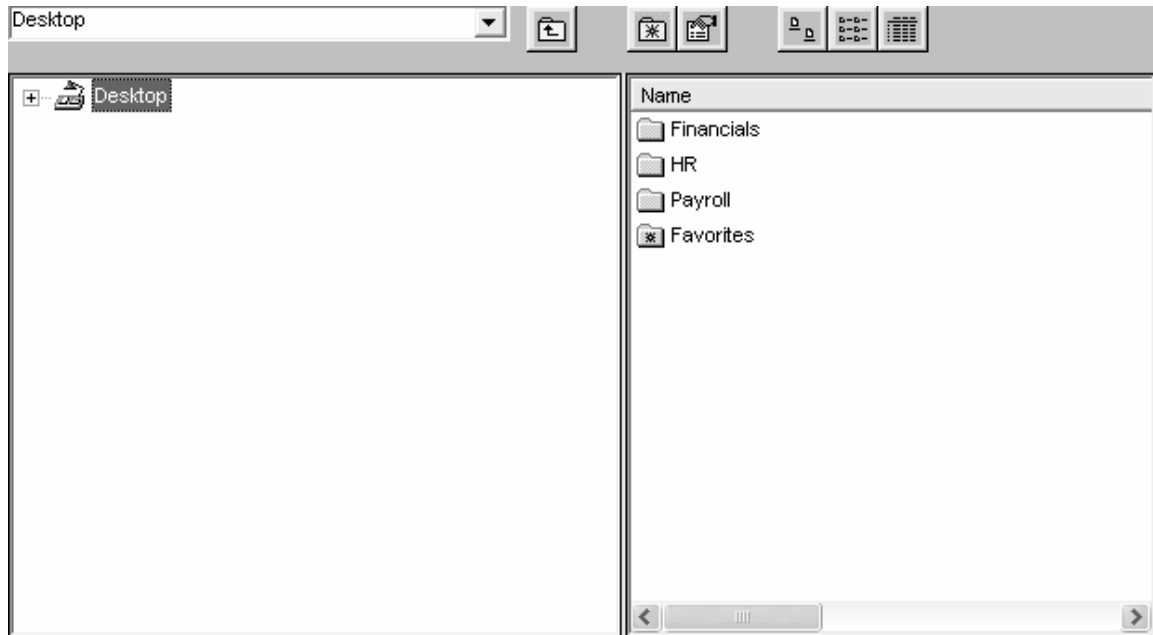 Desktop
Desktop
Name
Financials
HR
Payroll
Favorites